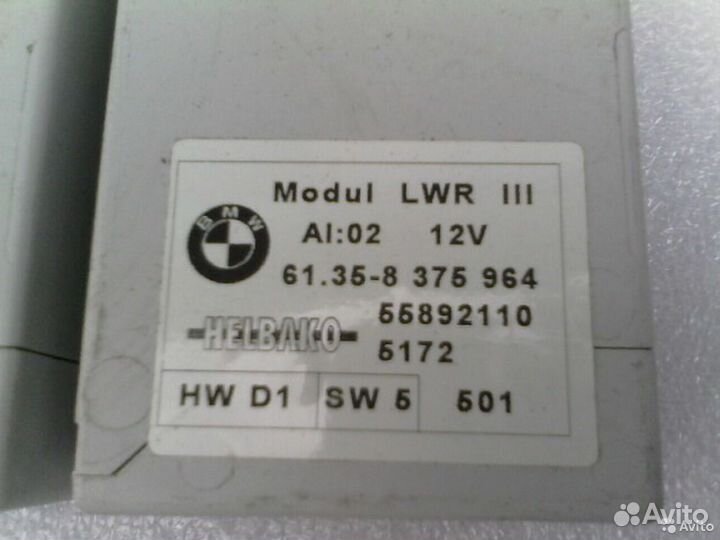 Modul LWR III
BMW
AI:02 12V
61.35-8 375 964
55892110
HELBAKO
5172
HW D1 SW 5 501
Avito
Avito